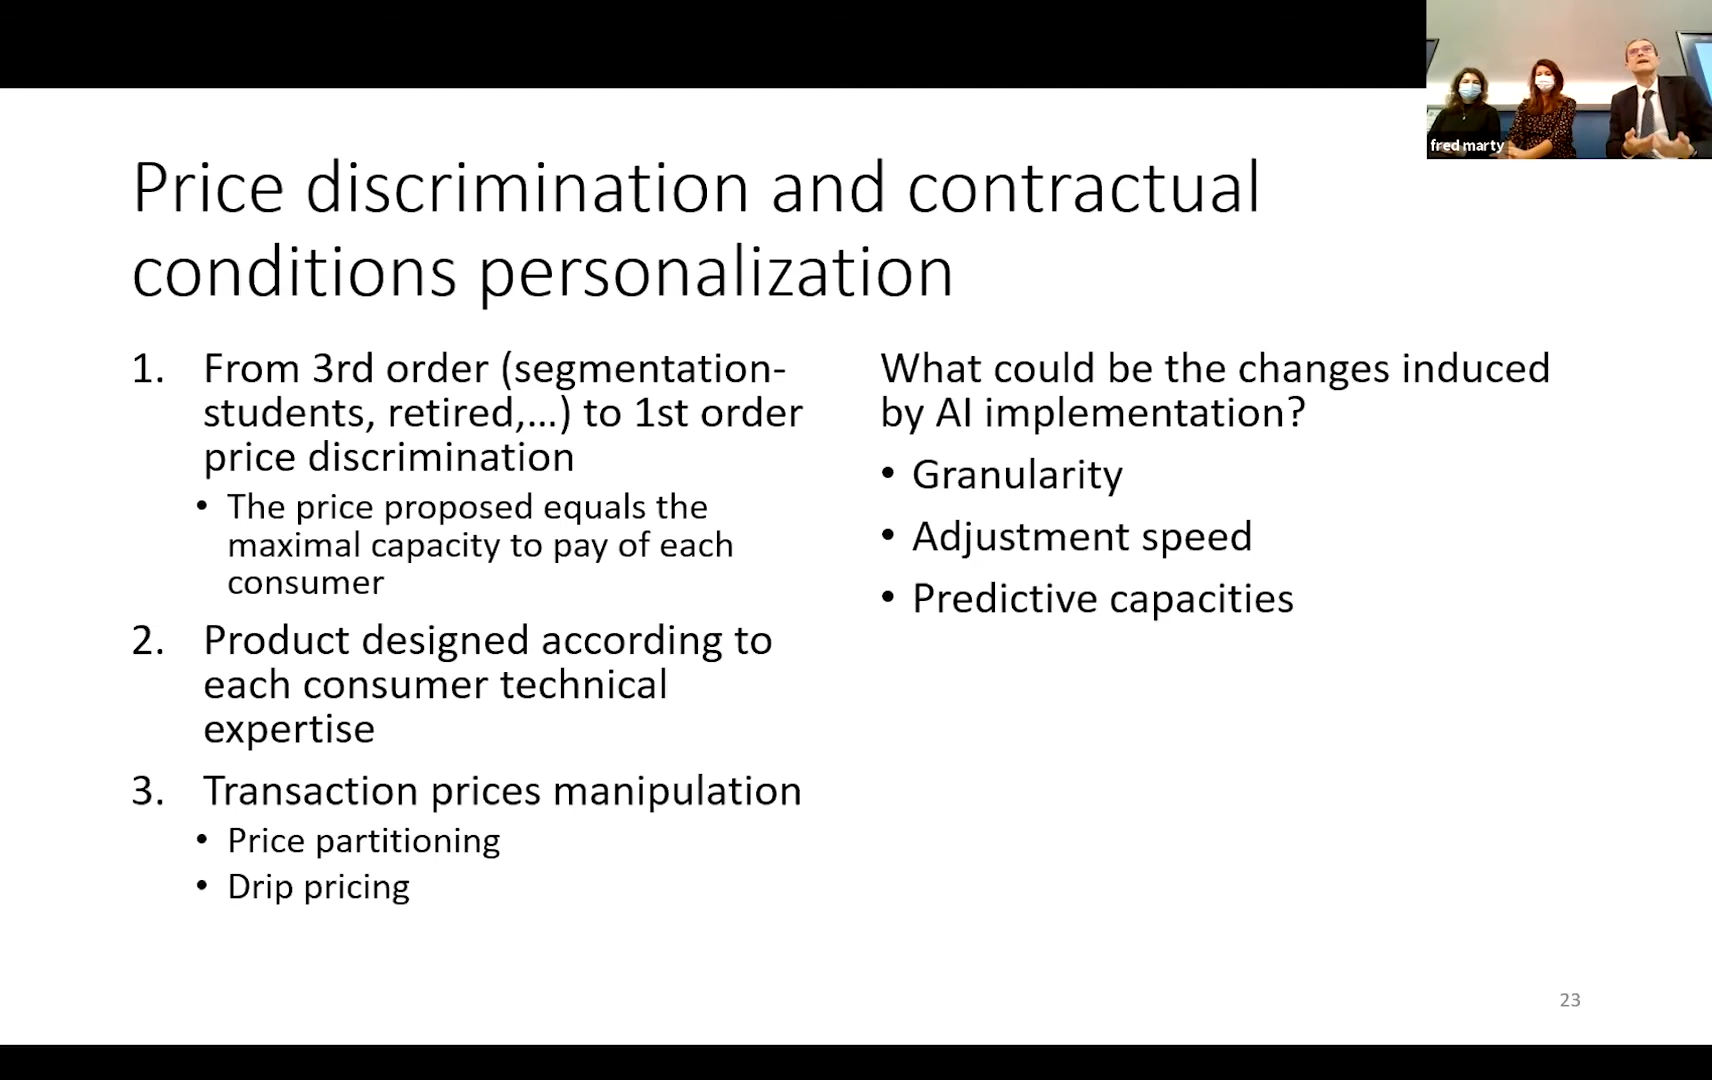 fred marty
Price discrimination and contractual
conditions personalization
1. From 3rd order (segmentation-
students, retired,...) to 1st order
price discrimination
• The price proposed equals the
maximal capacity to pay of each
consumer
2. Product designed according to
each consumer technical
expertise
3. Transaction prices manipulation
• Price partitioning
• Drip pricing
What could be the changes induced
by AI implementation?
• Granularity
• Adjustment speed
• Predictive capacities
23